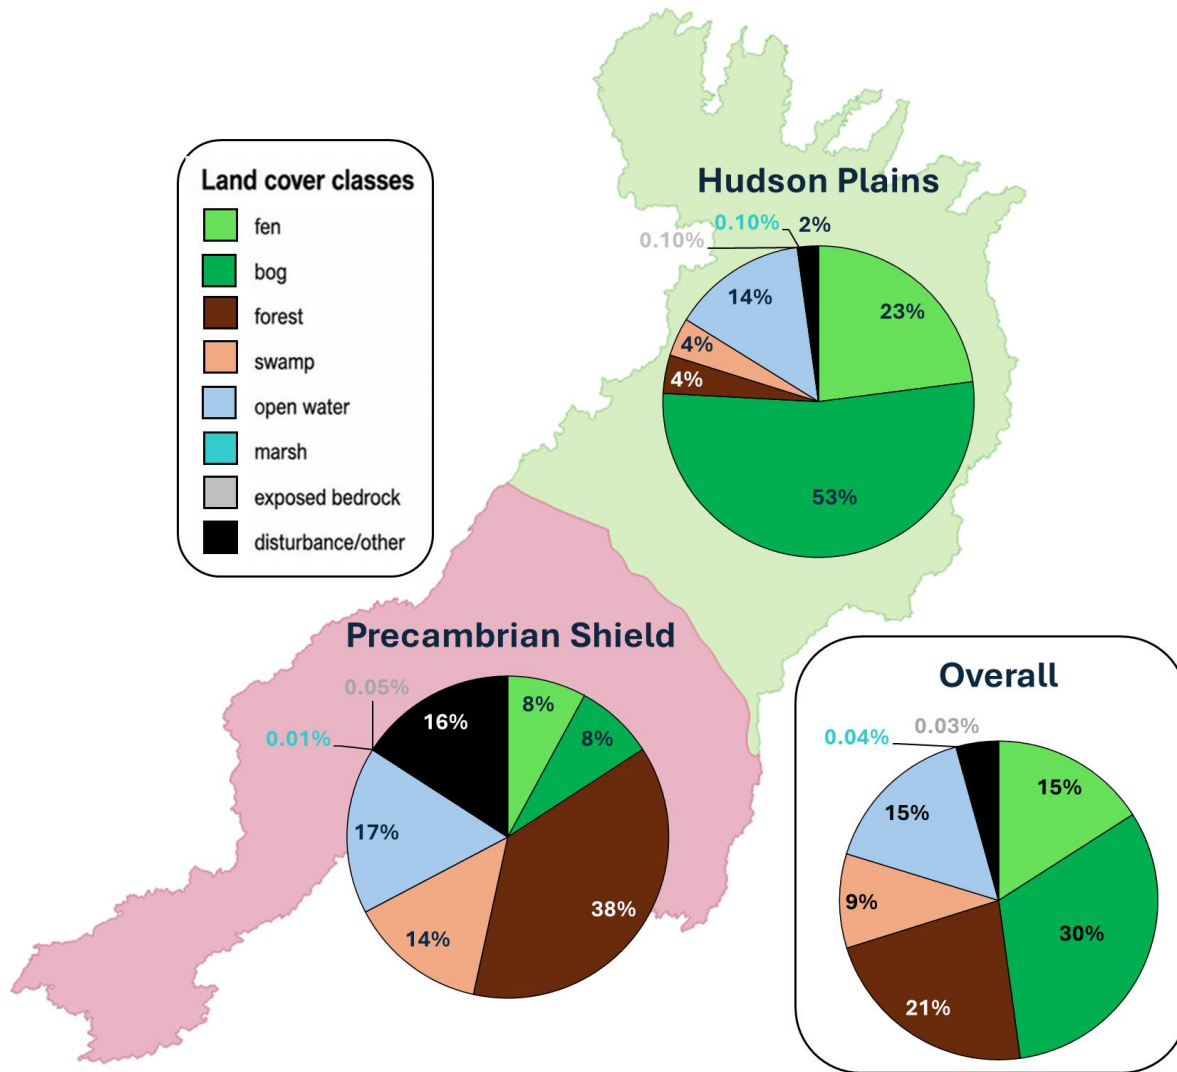 Land cover classes
fen
bog
forest
swamp
open water
marsh
exposed bedrock
disturbance/other
Hudson Plains
0.10%
0.10%
2%
14%
23%
4%
4%
53%
Precambrian Shield
0.05%
0.01%
16%
8%
8%
17%
38%
14%
Overall
0.04%
0.03%
15%
15%
9%
30%
21%